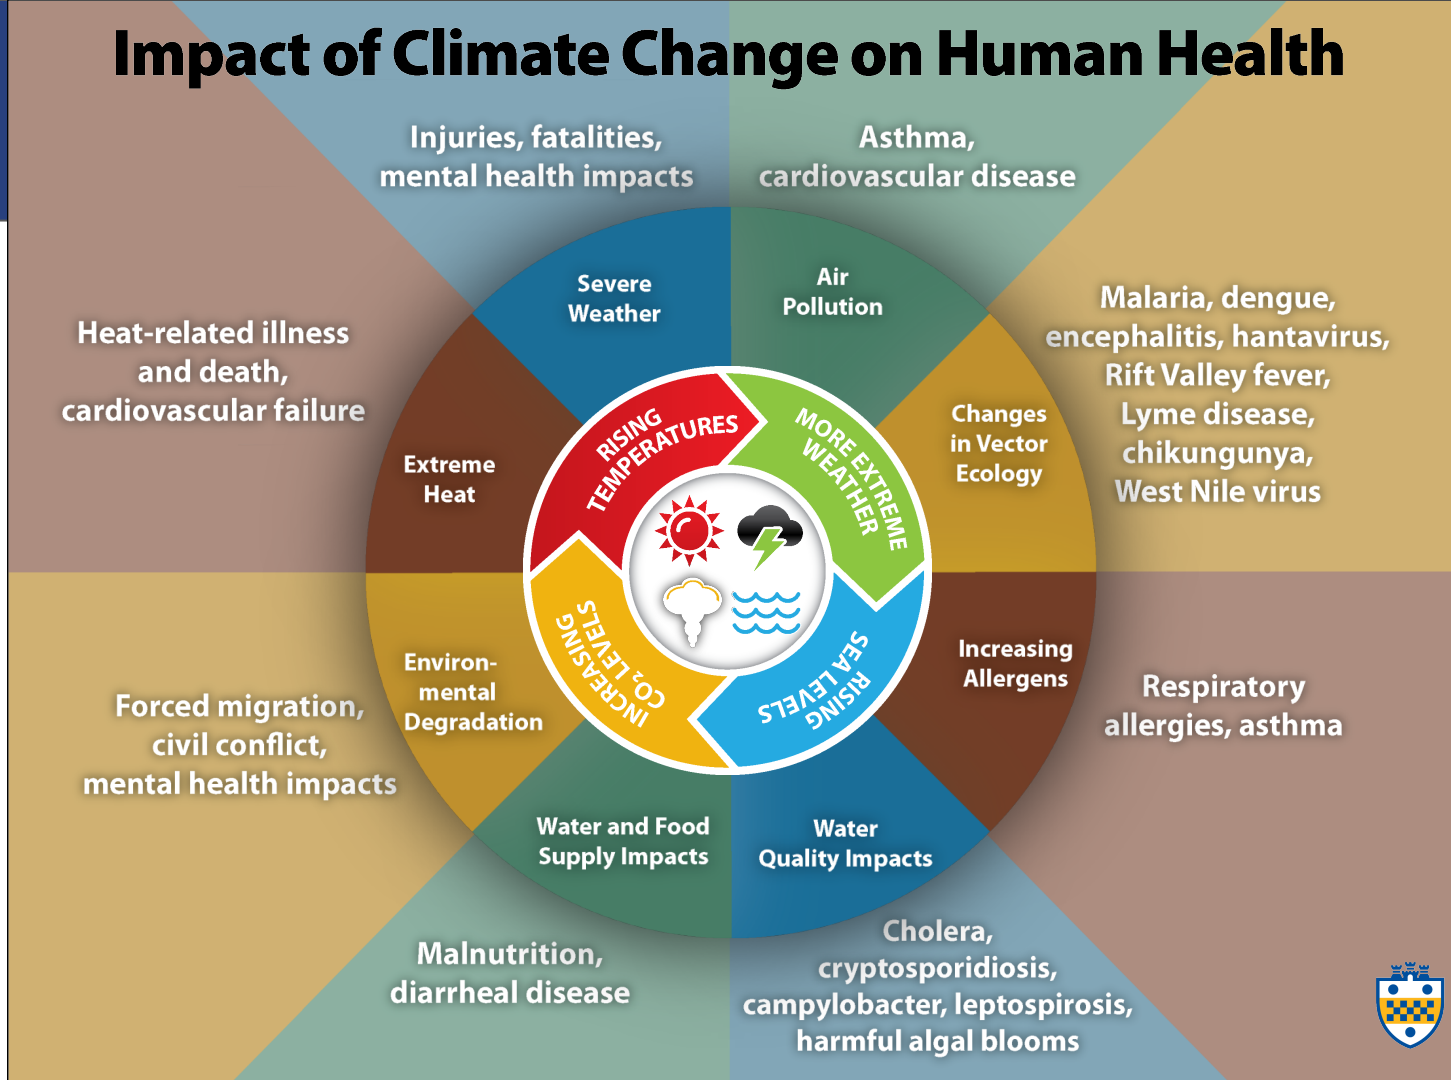 Impact of Climate Change on Human Health
Injuries, fatalities,
mental health impacts
Asthma,
cardiovascular disease
Severe
Weather
Air
Pollution
Heat-related illness
and death,
cardiovascular failure
Extreme
Heat
Changes
in Vector
Ecology
Malaria, dengue,
encephalitis, hantavirus,
Rift Valley fever,
Lyme disease,
chikungunya,
West Nile virus
RISING
TEMPERATURES
MORE EXTREME
WEATHER
INCREASING
CO₂ LEVELS
RISING
SEA LEVELS
Forced migration,
civil conflict,
mental health impacts
Environ-
mental
Degradation
Increasing
Allergens
Respiratory
allergies, asthma
Water and Food
Supply Impacts
Water
Quality Impacts
Malnutrition,
diarrheal disease
Cholera,
cryptosporidiosis,
campylobacter, leptospirosis,
harmful algal blooms